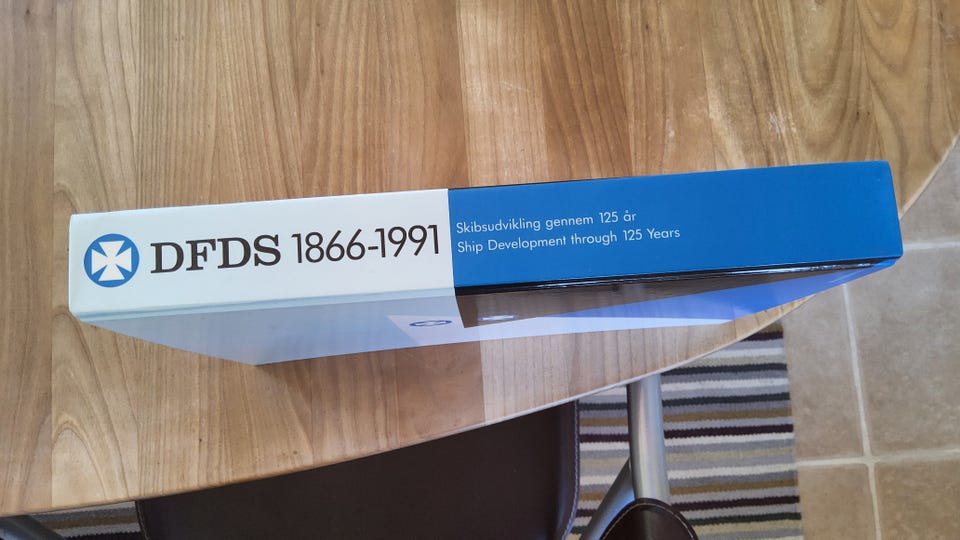 DFDS 1866-1991
Skibsudvikling gennem 125 år
Ship Development through 125 Years